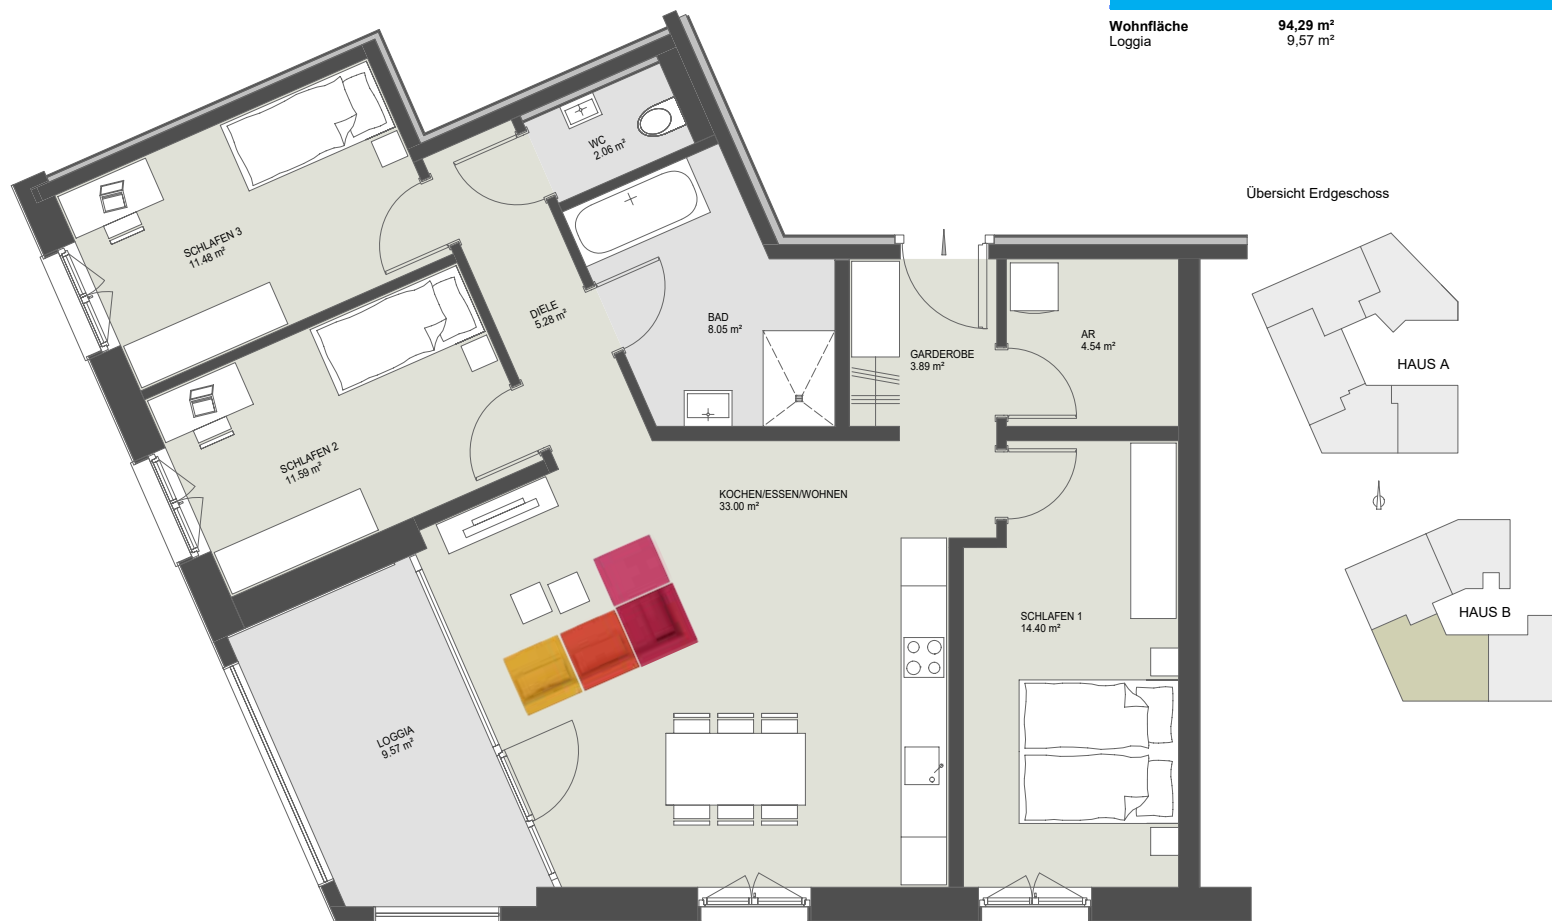 Wohnfläche 94,29 m²
Loggia 9,57 m²
Übersicht Erdgeschoss
WC
2.06 m²
SCHLAFEN 3
11.48 m²
DIELE
5.28 m²
BAD
8.05 m²
GARDEROBE
3.89 m²
AR
4.54 m²
HAUS A
SCHLAFEN 2
11.59 m²
KOCHEN/ESSEN/WOHNEN
33.00 m²
SCHLAFEN 1
14.40 m²
HAUS B
LOGGIA
9.57 m²